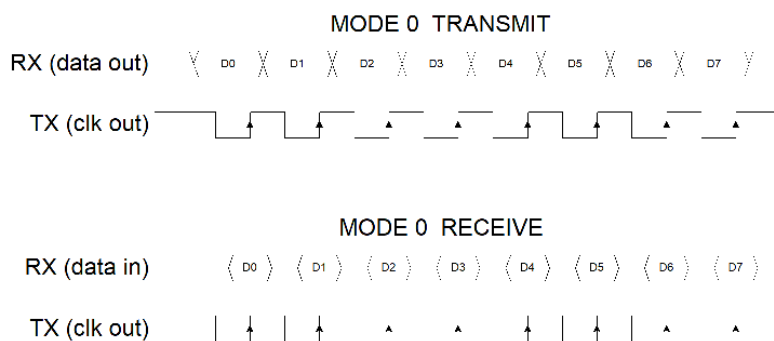 MODE 0 TRANSMIT
RX (data out) D0 D1 D2 D3 D4 D5 D6 D7
TX (clk out)
MODE 0 RECEIVE
RX (data in) D0 D1 D2 D3 D4 D5 D6 D7
TX (clk out)